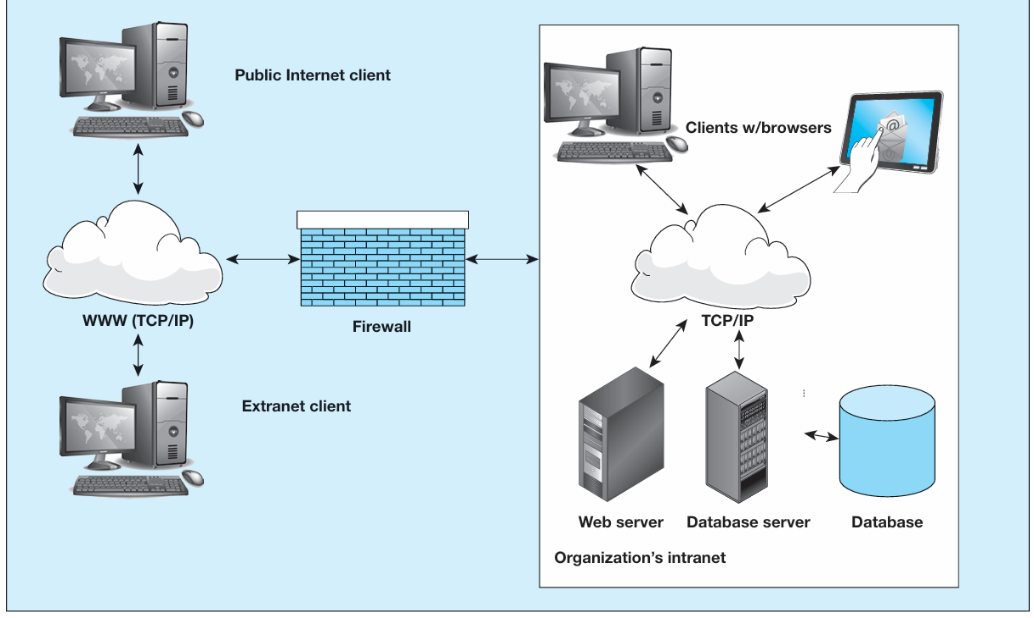 Public Internet client
Clients w/browsers
@
WWW (TCP/IP)
Firewall
TCP/IP
Extranet client
Web server
Database server
Database
Organization's intranet